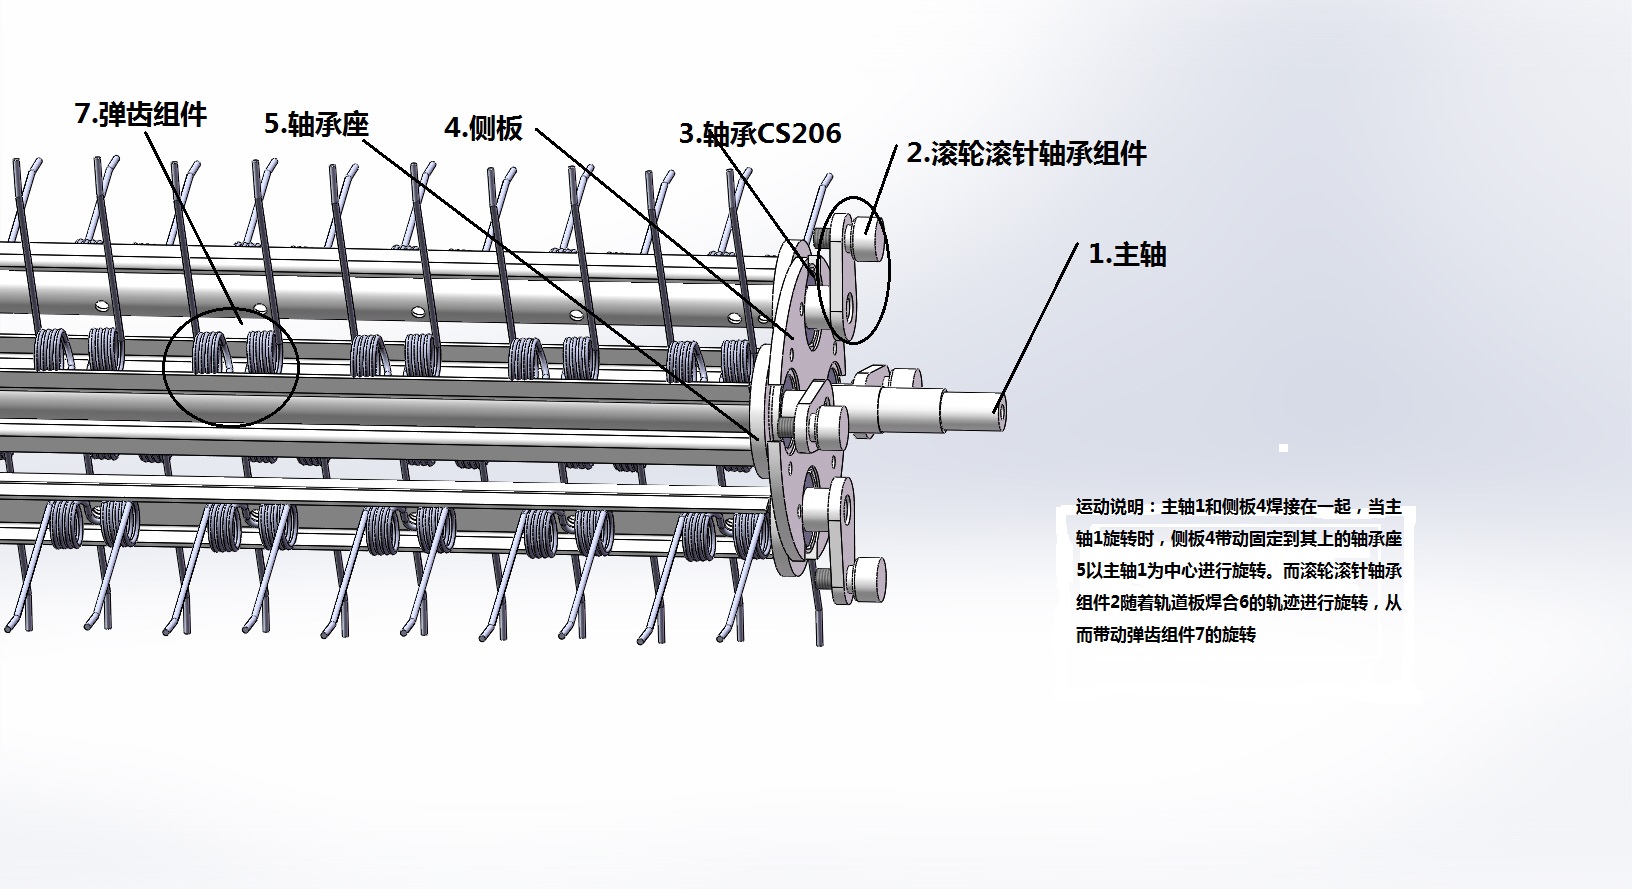 7.弹齿组件
5.轴承座
4.侧板
3.轴承CS206
2.滚轮滚针轴承组件
1.主轴
运动说明：主轴1和侧板4焊接在一起，当主
轴1旋转时，侧板4带动固定到其上的轴承座
5以主轴1为中心进行旋转。而滚轮滚针轴承
组件2随着轨道板焊合6的轨迹进行旋转，从
而带动弹齿组件7的旋转